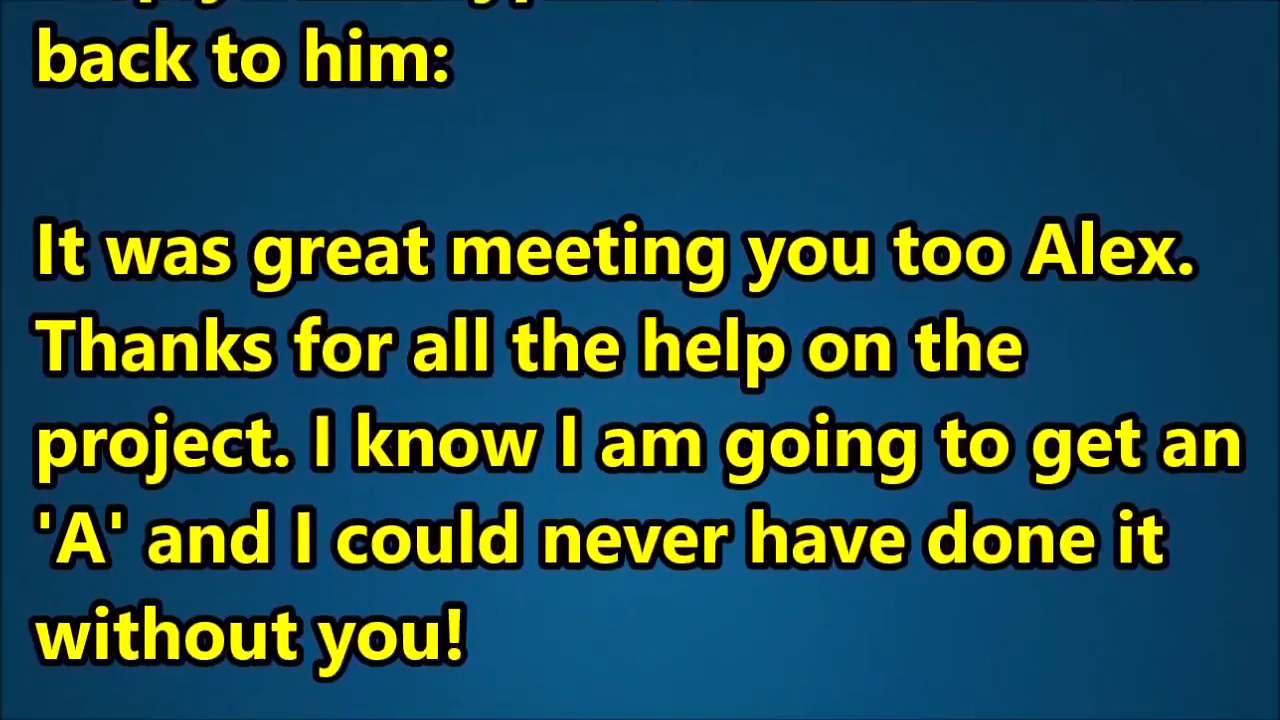 back to him:
It was great meeting you too Alex.
Thanks for all the help on the
project. I know I am going to get an
'A' and I could never have done it
without you!